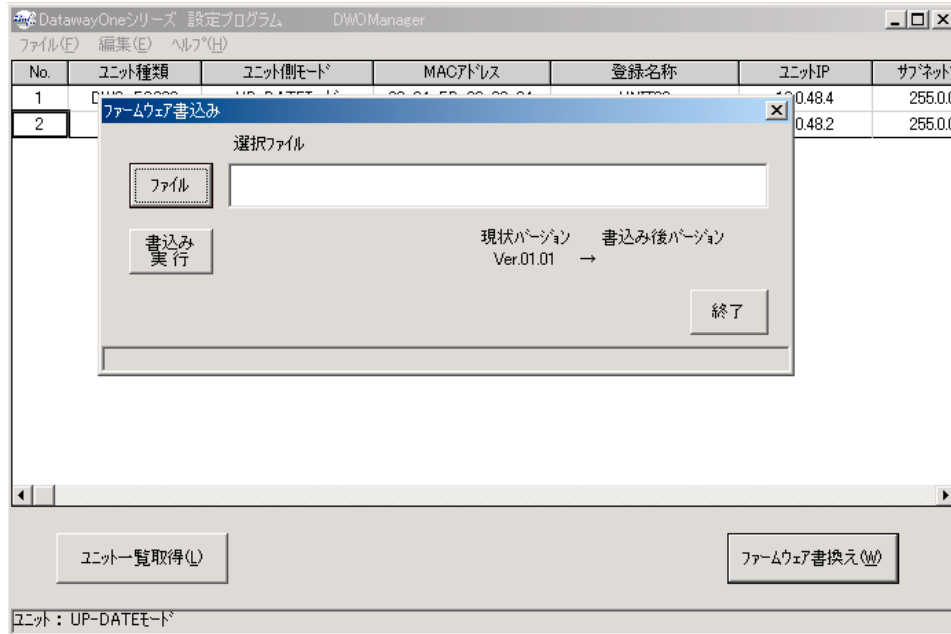 DatawayOneシリーズ 設定プログラム DWOManager
ファイル(F) 編集(E) ヘルプ(H)
No. ユニット種類 ユニット側モード MACアドレス 登録名称 ユニットIP サブネット
1 0.48.4 255.0.0
2 0.48.2 255.0.0
ファームウェア書込み
選択ファイル
ファイル
書込み
実行
現状バージョン 書込み後バージョン
Ver.01.01 →
終了
ユニット一覧取得(L) ファームウェア書換え(W)
ユニット : UP-DATEモード